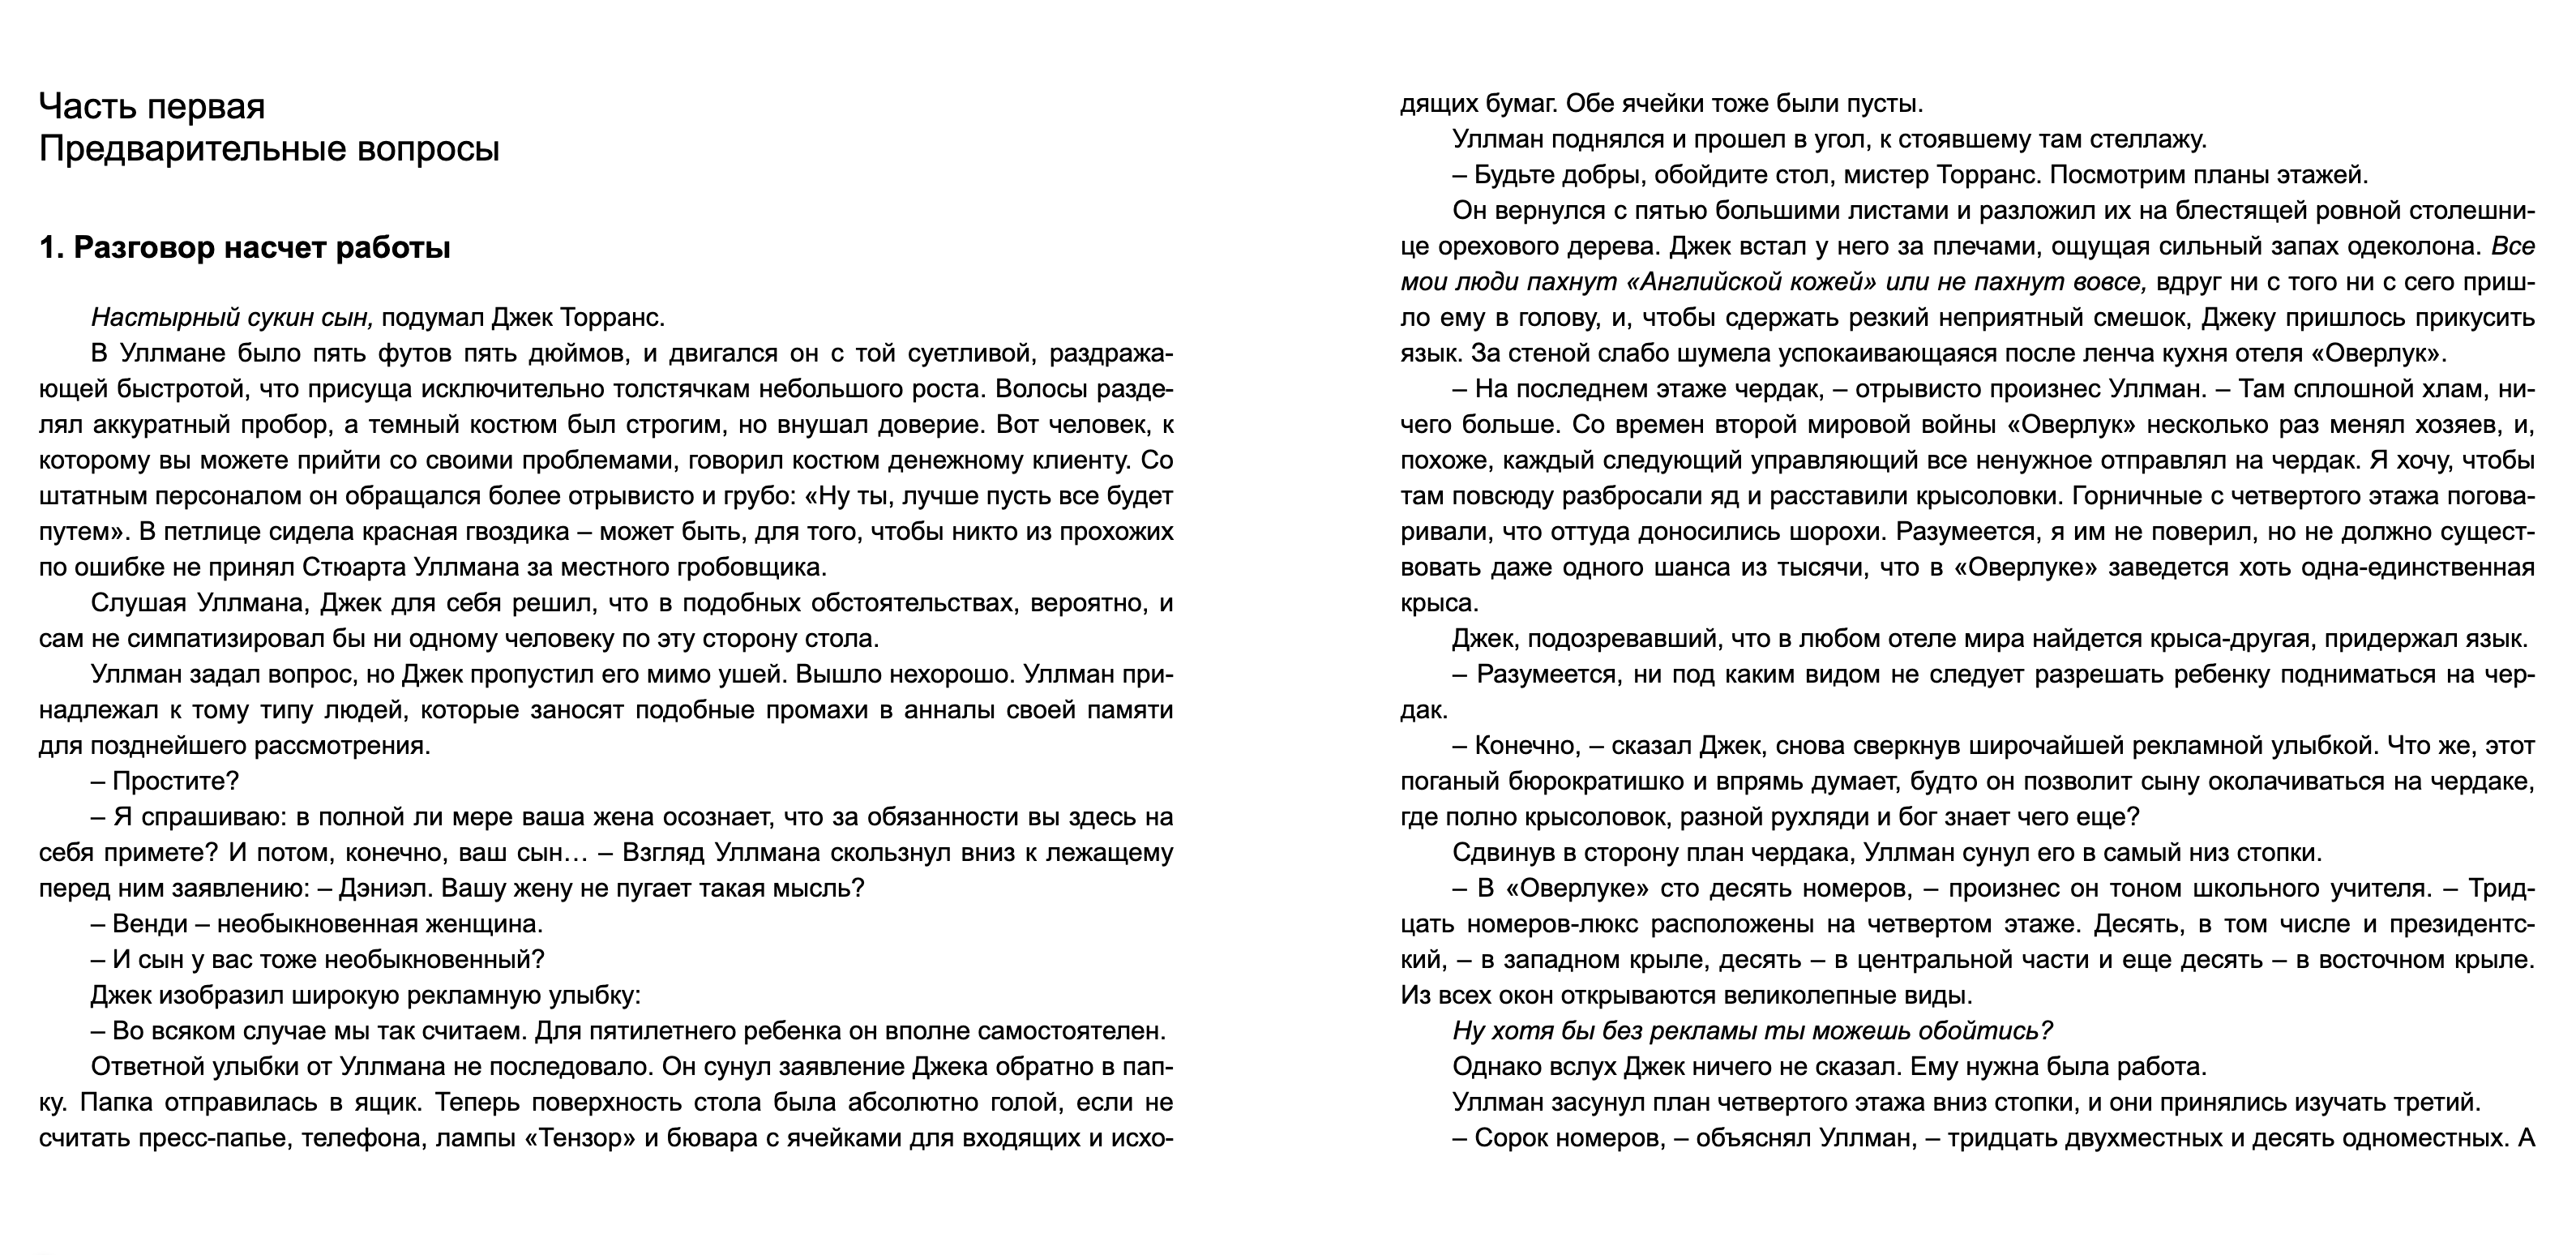 Часть первая
Предварительные вопросы
1. Разговор насчет работы
Настырный сукин сын, подумал Джек Торранс.
В Уллмане было пять футов пять дюймов, и двигался он с той суетливой, раздража-
ющей быстротой, что присуща исключительно толстячкам небольшого роста. Волосы разде-
лял аккуратный пробор, а темный костюм был строгим, но внушал доверие. Вот человек, к
которому вы можете прийти со своими проблемами, говорил костюм денежному клиенту. Со
штатным персоналом он обращался более отрывисто и грубо: «Ну ты, лучше пусть все будет
путем». В петлице сидела красная гвоздика – может быть, для того, чтобы никто из прохожих
по ошибке не принял Стюарта Уллмана за местного гробовщика.
Слушая Уллмана, Джек для себя решил, что в подобных обстоятельствах, вероятно, и
сам не симпатизировал бы ни одному человеку по эту сторону стола.
Уллман задал вопрос, но Джек пропустил его мимо ушей. Вышло нехорошо. Уллман при-
надлежал к тому типу людей, которые заносят подобные промахи в анналы своей памяти
для позднейшего рассмотрения.
– Простите?
– Я спрашиваю: в полной ли мере ваша жена осознает, что за обязанности вы здесь на
себя примете? И потом, конечно, ваш сын… – Взгляд Уллмана скользнул вниз к лежащему
перед ним заявлению: – Дэниэл. Вашу жену не пугает такая мысль?
– Венди – необыкновенная женщина.
– И сын у вас тоже необыкновенный?
Джек изобразил широкую рекламную улыбку:
– Во всяком случае мы так считаем. Для пятилетнего ребенка он вполне самостоятелен.
Ответной улыбки от Уллмана не последовало. Он сунул заявление Джека обратно в пап-
ку. Папка отправилась в ящик. Теперь поверхность стола была абсолютно голой, если не
считать пресс-папье, телефона, лампы «Тензор» и бювара с ячейками для входящих и исхо-
дящих бумаг. Обе ячейки тоже были пусты.
Уллман поднялся и прошел в угол, к стоявшему там стеллажу.
– Будьте добры, обойдите стол, мистер Торранс. Посмотрим планы этажей.
Он вернулся с пятью большими листами и разложил их на блестящей ровной столешни-
це орехового дерева. Джек встал у него за плечами, ощущая сильный запах одеколона. Все
мои люди пахнут «Английской кожей» или не пахнут вовсе, вдруг ни с того ни с сего приш-
ло ему в голову, и, чтобы сдержать резкий неприятный смешок, Джеку пришлось прикусить
язык. За стеной слабо шумела успокаивающаяся после ленча кухня отеля «Оверлук».
– На последнем этаже чердак, – отрывисто произнес Уллман. – Там сплошной хлам, ни-
чего больше. Со времен второй мировой войны «Оверлук» несколько раз менял хозяев, и,
похоже, каждый следующий управляющий все ненужное отправлял на чердак. Я хочу, чтобы
там повсюду разбросали яд и расставили крысоловки. Горничные с четвертого этажа погова-
ривали, что оттуда доносились шорохи. Разумеется, я им не поверил, но не должно сущест-
вовать даже одного шанса из тысячи, что в «Оверлуке» заведется хоть одна-единственная
крыса.
Джек, подозревавший, что в любом отеле мира найдется крыса-другая, придержал язык.
– Разумеется, ни под каким видом не следует разрешать ребенку подниматься на чер-
дак.
– Конечно, – сказал Джек, снова сверкнув широчайшей рекламной улыбкой. Что же, этот
поганый бюрократишко и впрямь думает, будто он позволит сыну околачиваться на чердаке,
где полно крысоловок, разной рухляди и бог знает чего еще?
Сдвинув в сторону план чердака, Уллман сунул его в самый низ стопки.
– В «Оверлуке» сто десять номеров, – произнес он тоном школьного учителя. – Трид-
цать номеров-люкс расположены на четвертом этаже. Десять, в том числе и президентс-
кий, – в западном крыле, десять – в центральной части и еще десять – в восточном крыле.
Из всех окон открываются великолепные виды.
Ну хотя бы без рекламы ты можешь обойтись?
Однако вслух Джек ничего не сказал. Ему нужна была работа.
Уллман засунул план четвертого этажа вниз стопки, и они принялись изучать третий.
– Сорок номеров, – объяснял Уллман, – тридцать двухместных и десять одноместных. А